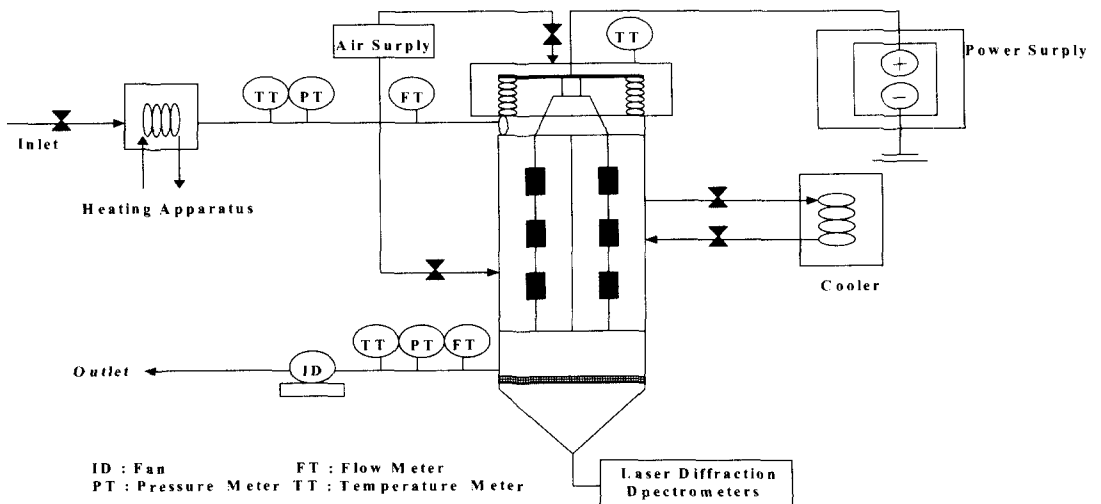 Air Surply
TT
Power Surply
+
−
TT
PT
FT
Inlet
Heating Apparatus
Cooler
TT
PT
FT
Outlet
ID
ID : Fan
FT : Flow Meter
PT : Pressure Meter
TT : Temperature Meter
Laser Diffraction
Dpectrometers